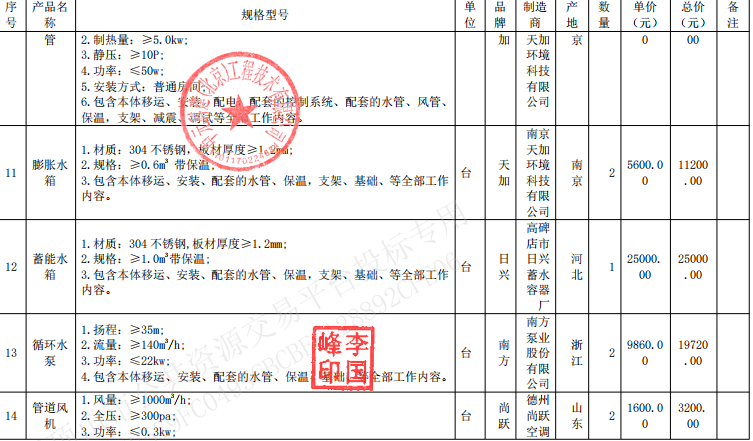 序号 产品名称 规格型号 单位 品牌 制造商 产地 数量 单价（元） 总价（元） 备注
管 加 天加环境科技有限公司 京 0 00
2.制热量：≥5.0kw;
3.静压：≥10P;
4.功率：≤50w;
5.安装方式：普通房间;
6.包含本体移运、安装、配电、配套的控制系统、配套的水管、风管、
保温，支架、减震、调试等全部工作内容。
11 膨胀水箱 台 天加 南京天加环境科技有限公司 南京 2 5600.00 11200.00
1.材质：304 不锈钢，板材厚度≥1.2mm;
2.规格：≥0.6m³ 带保温;
3.包含本体移运、安装、配套的水管、保温，支架、基础、等全部工作
内容。
12 蓄能水箱 台 日兴 高碑店市日兴蓄水容器厂 河北 1 25000.00 25000.00
1.材质：304 不锈钢,板材厚度≥1.2mm;
2.规格：≥1.0m³带保温;
3.包含本体移运、安装、配套的水管、保温，支架、基础、等全部工作
内容。
13 循环水泵 台 南方 南方泵业股份有限公司 浙江 2 9860.00 19720.00
1.扬程：≥35m;
2.流量：≥140m³/h;
3.功率：≤22kw;
4.包含本体移运、安装、配套的水管、保温，基础、等全部工作内容。
14 管道风机 台 尚跃 德州尚跃空调 山东 2 1600.00 3200.00
1.风量：≥1000m³/h;
2.全压：≥300pa;
3.功率：≤0.3kw;
李国峰印